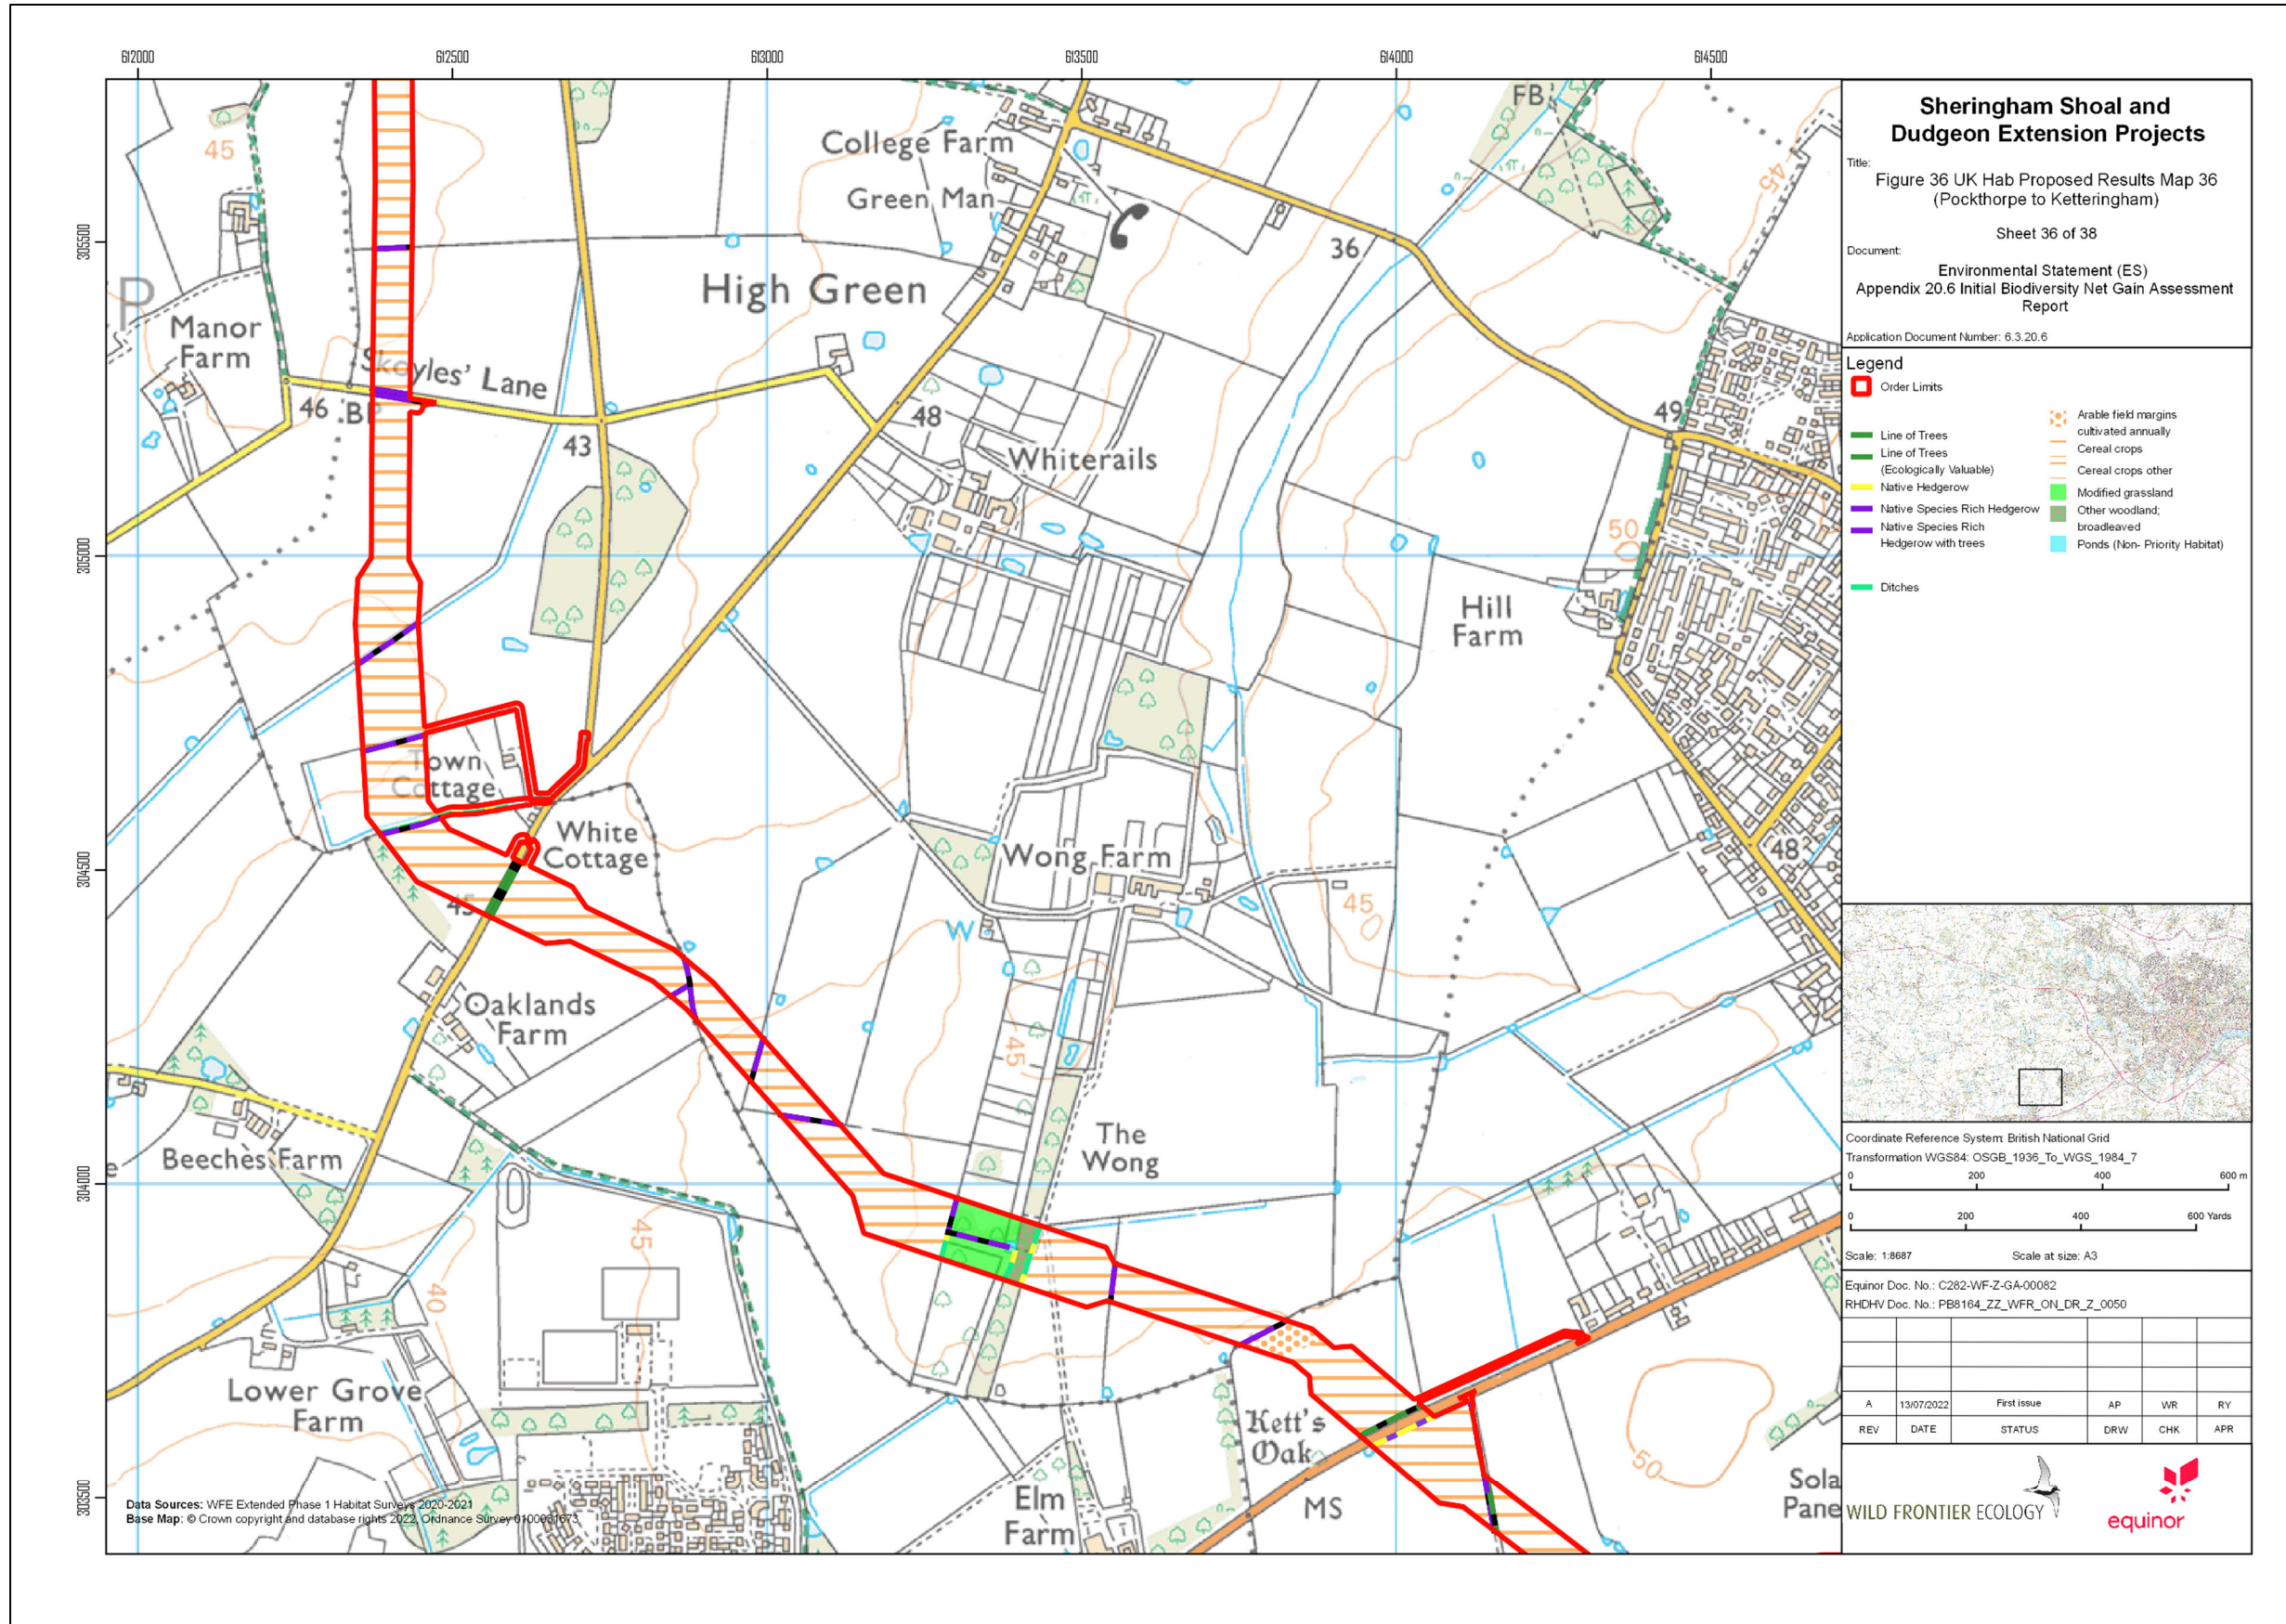 612000
612500
613000
613500
614000
614500
305500
305000
304500
304000
303500
FB
45
45
College Farm
Green Man
36
High Green
P
Manor
Farm
Skoyles' Lane
46
BP
43
48
49
Whiterails
50
Hill
Farm
Town
Cottage
White
Cottage
Wong Farm
48
45
45
W
Oaklands
Farm
45
The
Wong
Beeches Farm
e
45
40
Lower Grove
Farm
Kett's
Oak
MS
Elm
Farm
50
Sola
Pane
Data Sources: WFE Extended Phase 1 Habitat Surveys 2020-2021
Base Map: © Crown copyright and database rights 2022, Ordnance Survey 0100031673
Sheringham Shoal and
Dudgeon Extension Projects
Title:
Figure 36 UK Hab Proposed Results Map 36
(Pockthorpe to Ketteringham)
Sheet 36 of 38
Document:
Environmental Statement (ES)
Appendix 20.6 Initial Biodiversity Net Gain Assessment
Report
Application Document Number: 6.3.20.6
Legend
Order Limits
Line of Trees
Line of Trees
(Ecologically Valuable)
Native Hedgerow
Native Species Rich Hedgerow
Native Species Rich
Hedgerow with trees
Ditches
Arable field margins
cultivated annually
Cereal crops
Cereal crops other
Modified grassland
Other woodland;
broadleaved
Ponds (Non- Priority Habitat)
Coordinate Reference System: British National Grid
Transformation WGS84: OSGB_1936_To_WGS_1984_7
0 200 400 600 m
0 200 400 600 Yards
Scale: 1:8687 Scale at size: A3
Equinor Doc. No.: C282-WF-Z-GA-00082
RHDHV Doc. No.: PB8164_ZZ_WFR_ON_DR_Z_0050
A 13/07/2022 First issue AP WR RY
REV DATE STATUS DRW CHK APR
WILD FRONTIER ECOLOGY
equinor